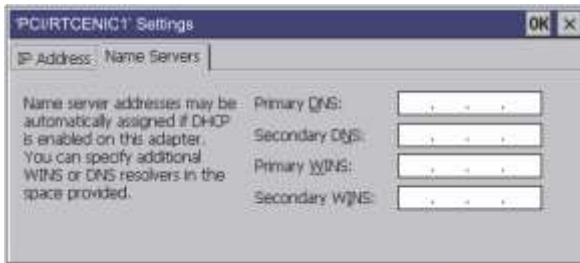 'PCI\RTCENIC1' Settings OK ×
IP Address Name Servers
Name server addresses may be
automatically assigned if DHCP
is enabled on this adapter.
You can specify additional
WINS or DNS resolvers in the
space provided.
Primary DNS:
Secondary DNS:
Primary WINS:
Secondary WINS: